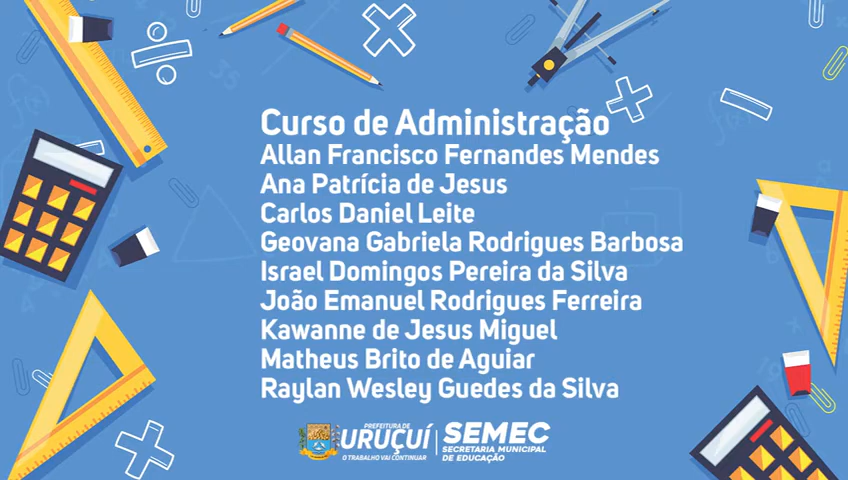 Curso de Administração
Allan Francisco Fernandes Mendes
Ana Patrícia de Jesus
Carlos Daniel Leite
Geovana Gabriela Rodrigues Barbosa
Israel Domingos Pereira da Silva
João Emanuel Rodrigues Ferreira
Kawanne de Jesus Miguel
Matheus Brito de Aguiar
Raylan Wesley Guedes da Silva
PREFEITURA DE
URUÇUÍ
O TRABALHO VAI CONTINUAR
SEMEC
SECRETARIA MUNICIPAL
DE EDUCAÇÃO